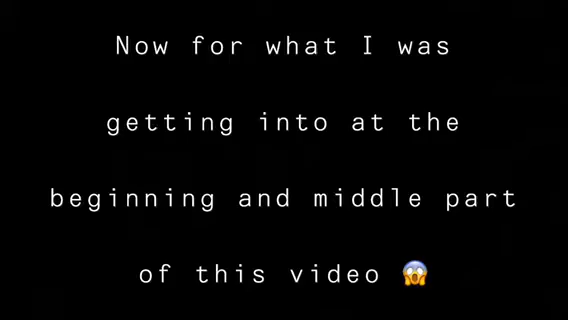 Now for what I was
getting into at the
beginning and middle part
of this video 😱